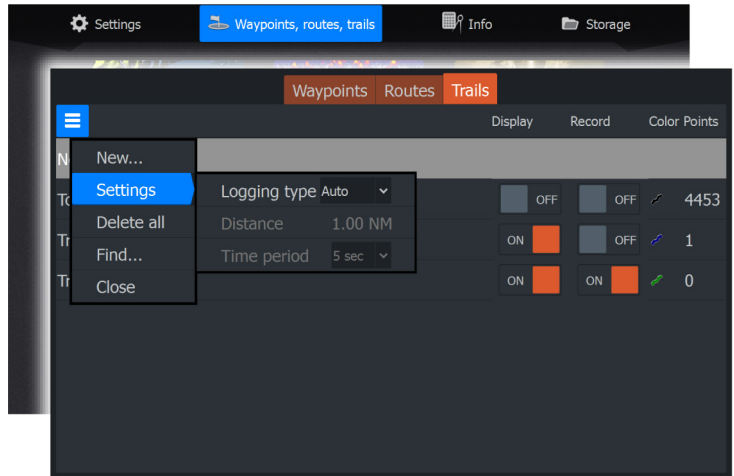 Settings
Waypoints, routes, trails
Info
Storage
Waypoints Routes Trails
Display Record Color Points
New...
Settings
Delete all
Find...
Close
Logging type Auto
Distance 1.00 NM
Time period 5 sec
OFF OFF 4453
ON OFF 1
ON ON 0